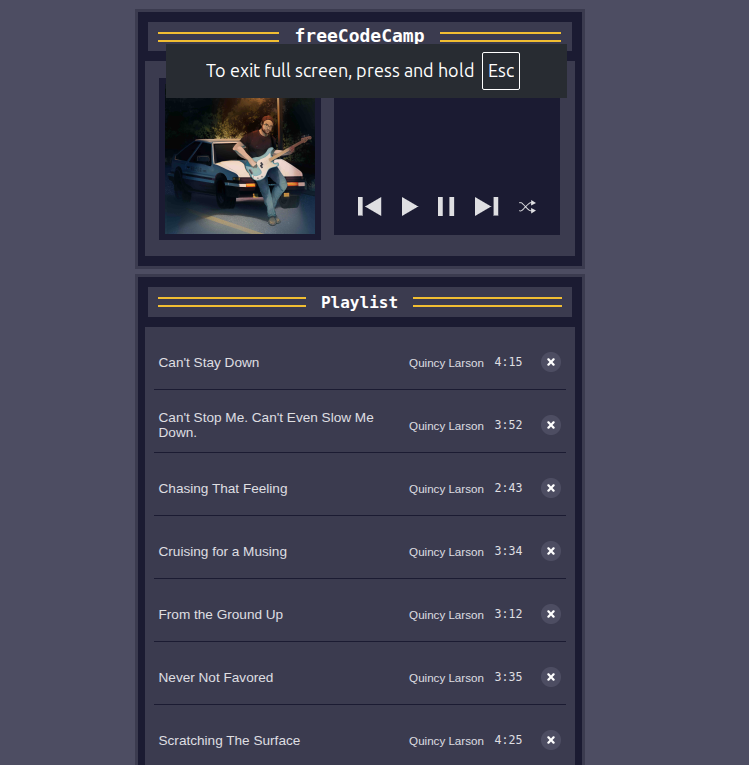 freeCodeCamp
To exit full screen, press and hold Esc
Playlist
Can't Stay Down Quincy Larson 4:15
Can't Stop Me. Can't Even Slow Me
Down. Quincy Larson 3:52
Chasing That Feeling Quincy Larson 2:43
Cruising for a Musing Quincy Larson 3:34
From the Ground Up Quincy Larson 3:12
Never Not Favored Quincy Larson 3:35
Scratching The Surface Quincy Larson 4:25